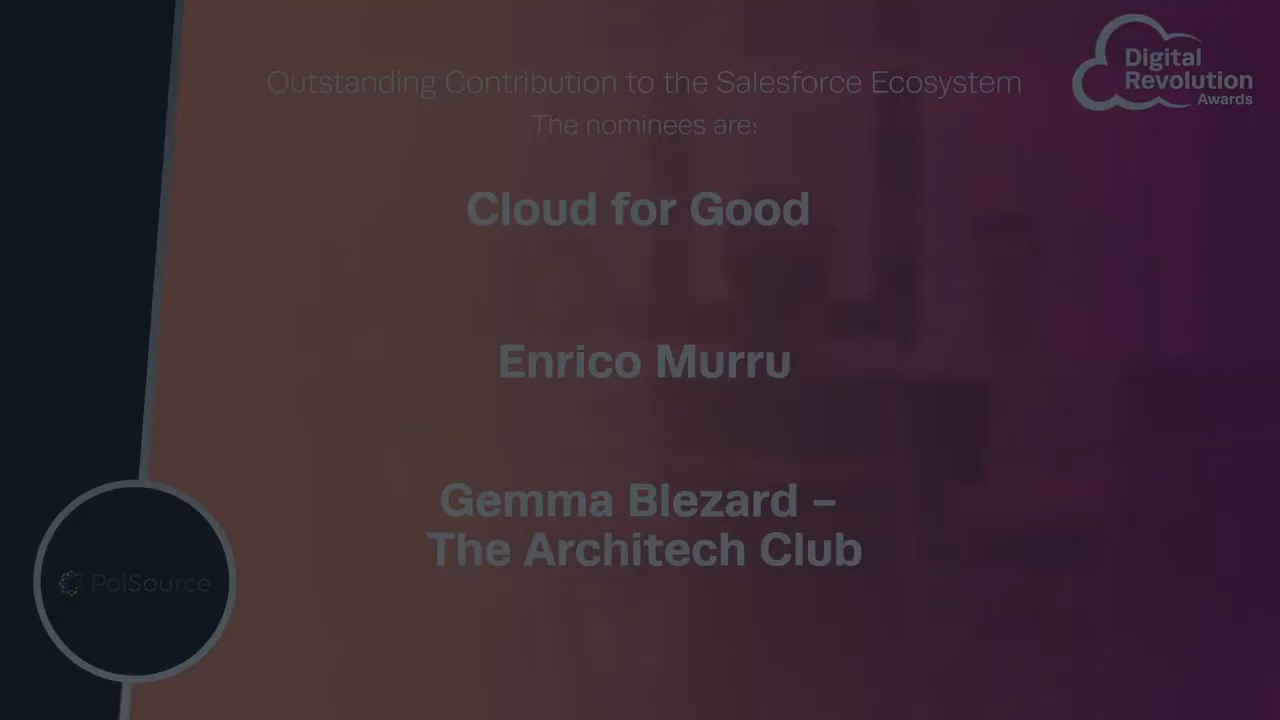 Digital
Revolution
Awards
Outstanding Contribution to the Salesforce Ecosystem
The nominees are:
Cloud for Good
Enrico Murru
Gemma Blezard –
The Architech Club
PolSource